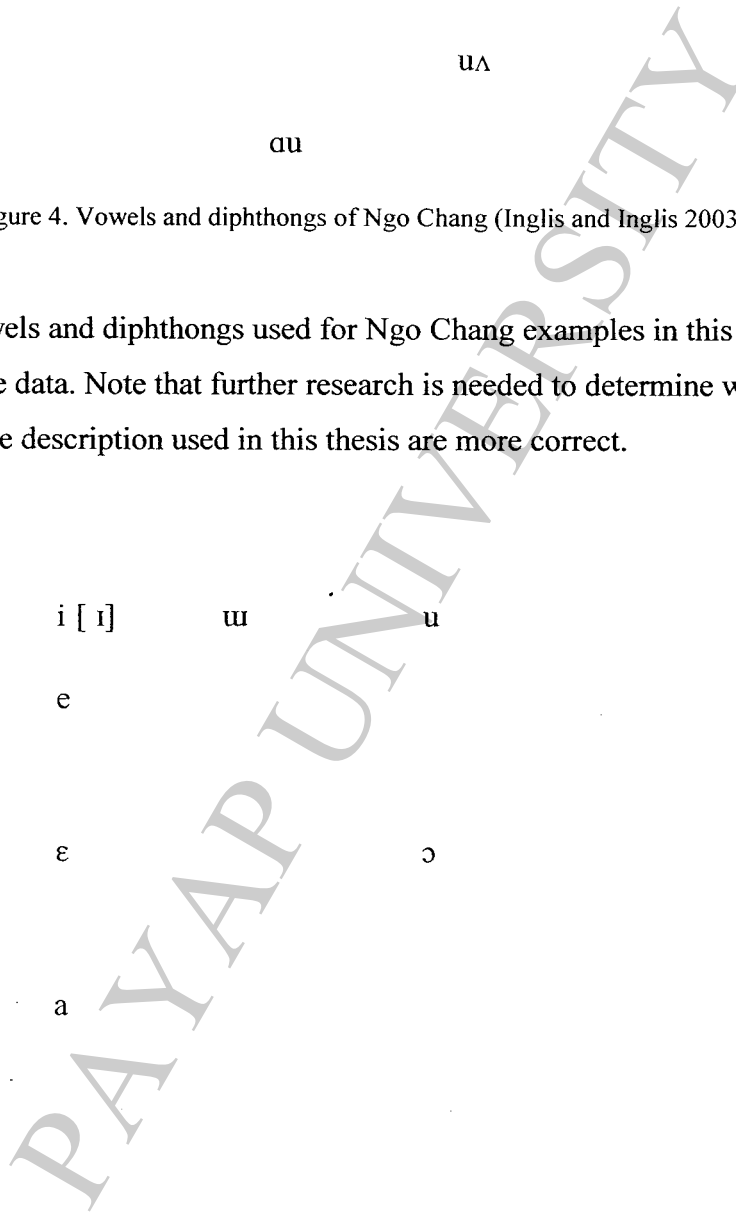 uʌ
ɑu
gure 4. Vowels and diphthongs of Ngo Chang (Inglis and Inglis 2003
vels and diphthongs used for Ngo Chang examples in this
e data. Note that further research is needed to determine w
e description used in this thesis are more correct.
i [ ɪ] ɯ u
e
ɛ ɔ
a
PAYAP UNIVERSITY